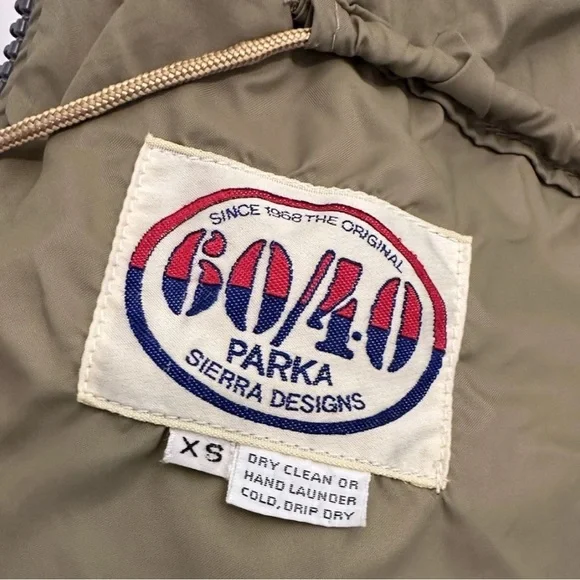 SINCE 1968 THE ORIGINAL
60/40
PARKA
SIERRA DESIGNS
XS
DRY CLEAN OR
HAND LAUNDER
COLD, DRIP DRY